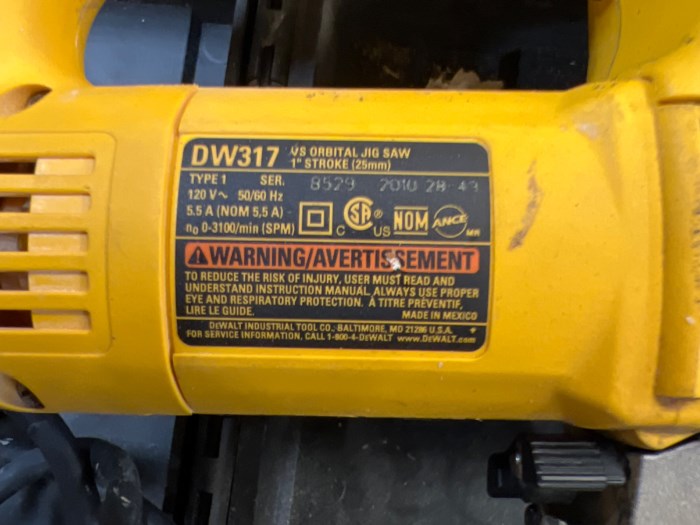 DW317 VS ORBITAL JIG SAW
1" STROKE (25mm)
TYPE 1 SER. 8529 2010 28 49
120 V~ 50/60 Hz
5.5 A (NOM 5,5 A)
n₀ 0-3100/min (SPM)
C SA ® US NOM ANCE MR
WARNING/AVERTISSEMENT
TO REDUCE THE RISK OF INJURY, USER MUST READ AND
UNDERSTAND INSTRUCTION MANUAL, ALWAYS USE PROPER
EYE AND RESPIRATORY PROTECTION. À TITRE PRÉVENTIF,
LIRE LE GUIDE. MADE IN MEXICO
DEWALT INDUSTRIAL TOOL CO., BALTIMORE, MD 21286 U.S.A.
FOR SERVICE INFORMATION, CALL 1-800-4-DEWALT www.DEWALT.com